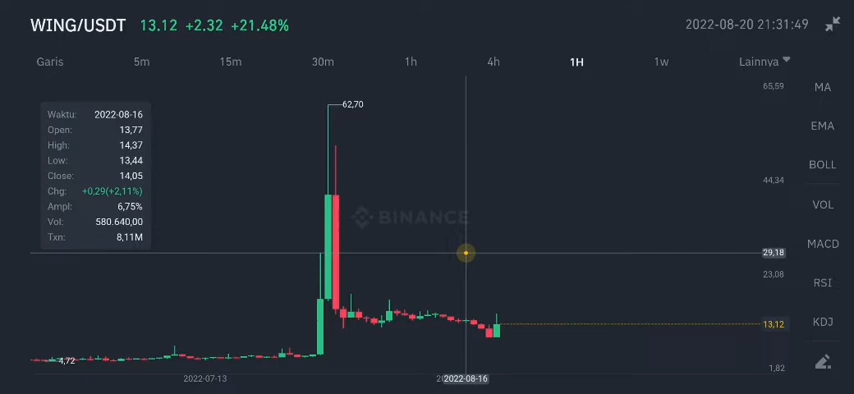 WING/USDT 13.12 +2.32 +21.48% 2022-08-20 21:31:49
Garis 5m 15m 30m 1h 4h 1H 1w Lainnya
Waktu: 2022-08-16
Open: 13,77
High: 14,37
Low: 13,44
Close: 14,05
Chg: +0,29(+2,11%)
Ampl: 6,75%
Vol: 580.640,00
Txn: 8,11M
62,70
BINANCE
4,72
65,59
44,34
29,18
23,08
13,12
1,82
2022-07-13
2022-08-16
MA
EMA
BOLL
VOL
MACD
RSI
KDJ